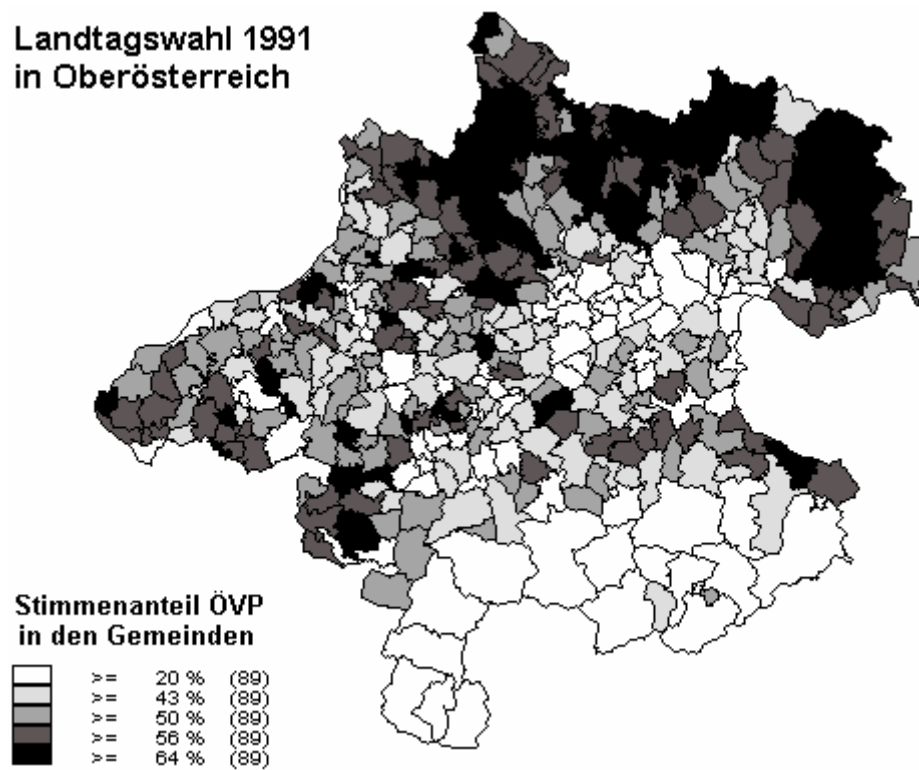 Landtagswahl 1991
in Oberösterreich
Stimmenanteil ÖVP
in den Gemeinden
>= 20 % (89)
>= 43 % (89)
>= 50 % (89)
>= 56 % (89)
>= 64 % (89)